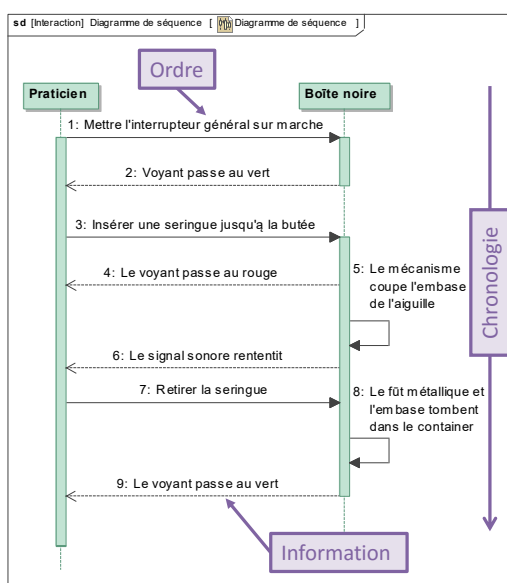 sd [Interaction] Diagramme de séquence [ Diagramme de séquence ]
Ordre
Praticien
Boîte noire
1: Mettre l'interrupteur général sur marche
2: Voyant passe au vert
3: Insérer une seringue jusqu'ą la butée
4: Le voyant passe au rouge
5: Le mécanisme
coupe l'embase
de l'aiguille
6: Le signal sonore rententit
7: Retirer la seringue
8: Le fût métallique et
l'embase tombent
dans le container
9: Le voyant passe au vert
Chronologie
Information